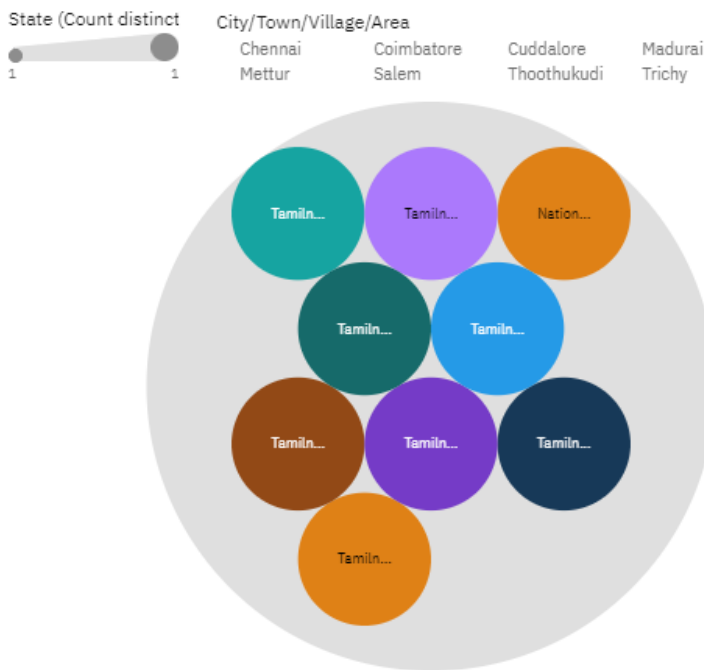 State (Count distinct
1 1
City/Town/Village/Area
Chennai Coimbatore Cuddalore Madurai
Mettur Salem Thoothukudi Trichy
Tamiln... Tamiln... Nation...
Tamiln... Tamiln...
Tamiln... Tamiln... Tamiln...
Tamiln...